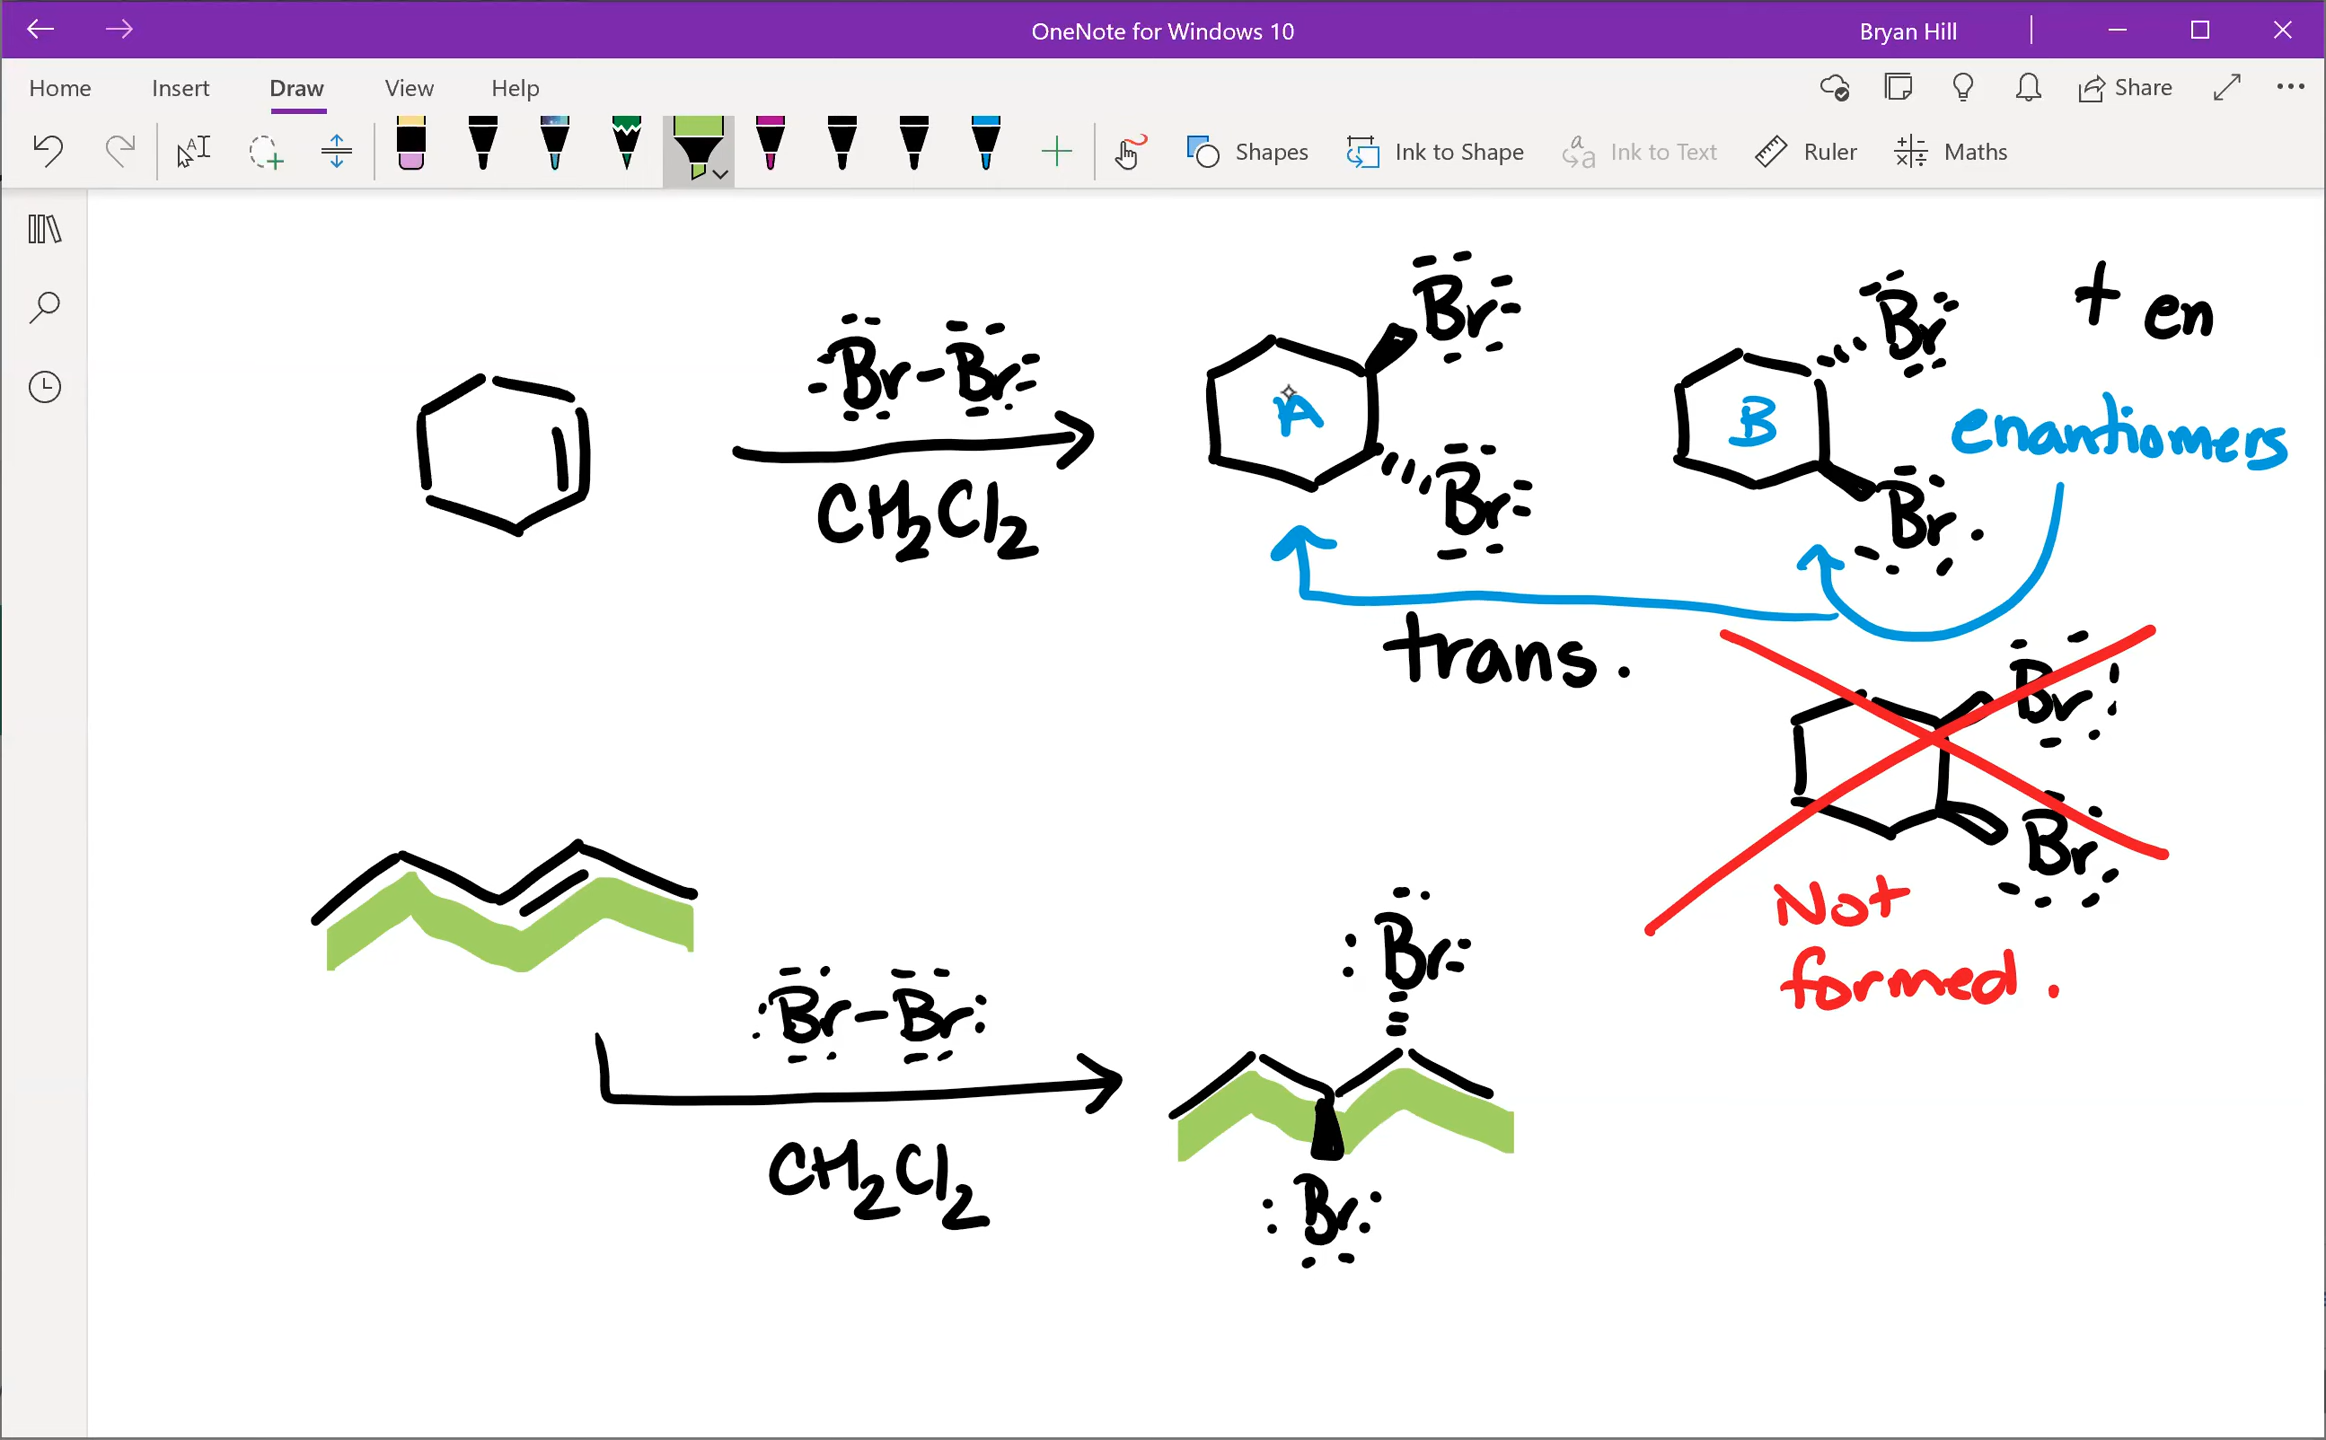 OneNote for Windows 10
Bryan Hill
Home Insert Draw View Help
Share
Shapes Ink to Shape Ink to Text Ruler Maths
Br Br + en
Br-Br
A B enantiomers
CH2Cl2 Br Br
trans.
Br
Br
Not
formed.
Br
Br-Br
CH2Cl2
Br